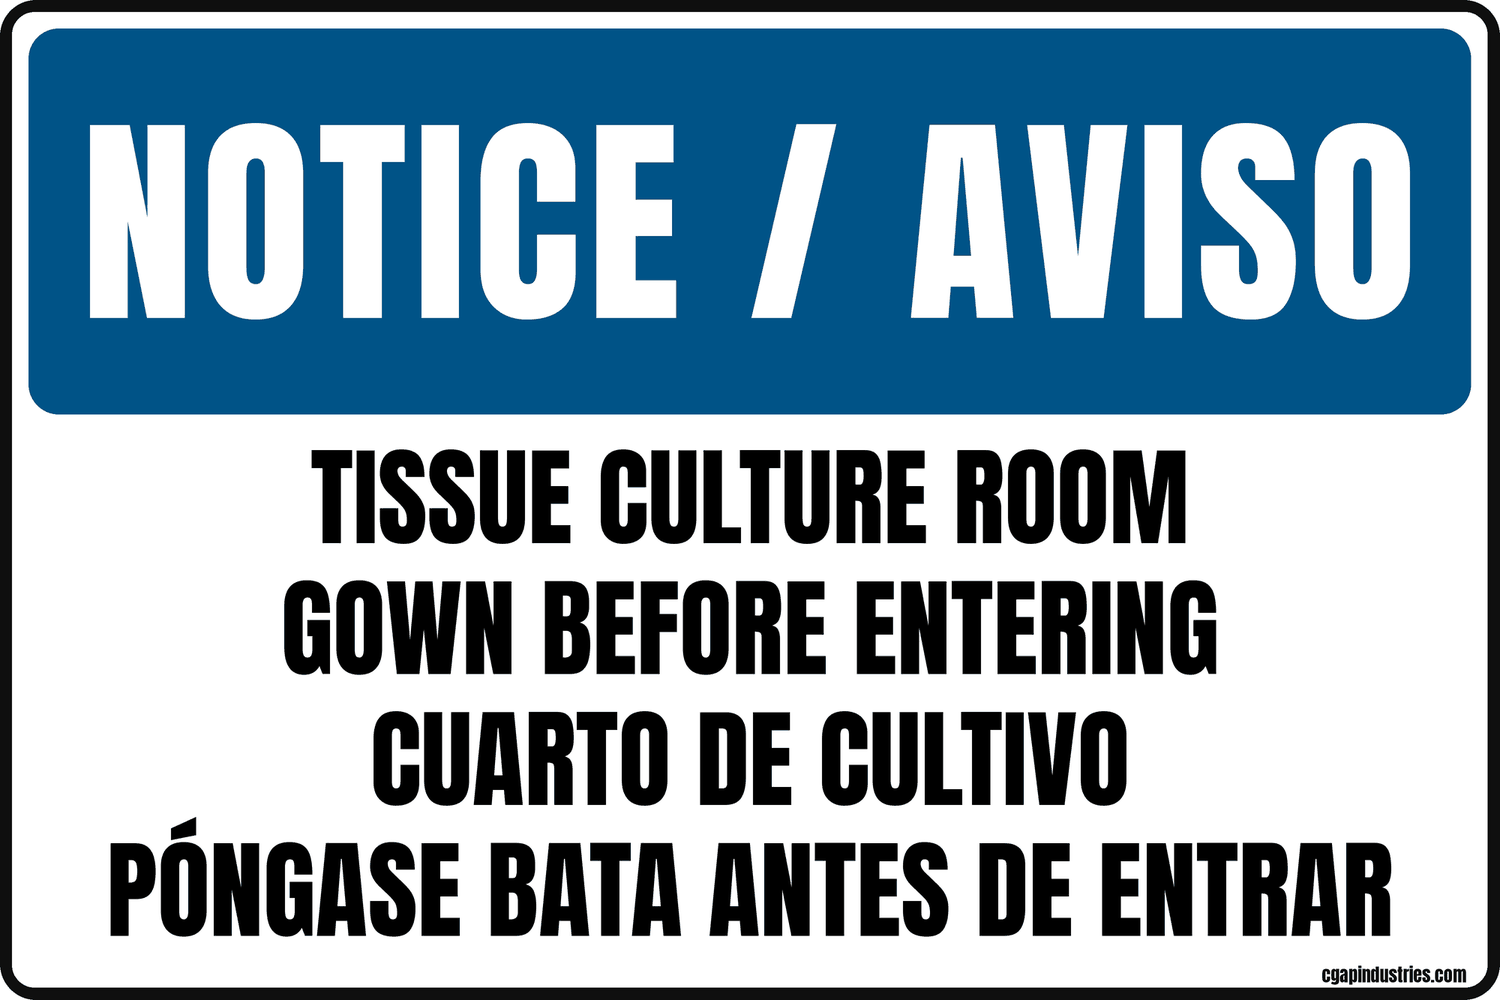 NOTICE / AVISO
TISSUE CULTURE ROOM
GOWN BEFORE ENTERING
CUARTO DE CULTIVO
PÓNGASE BATA ANTES DE ENTRAR
cgapindustries.com